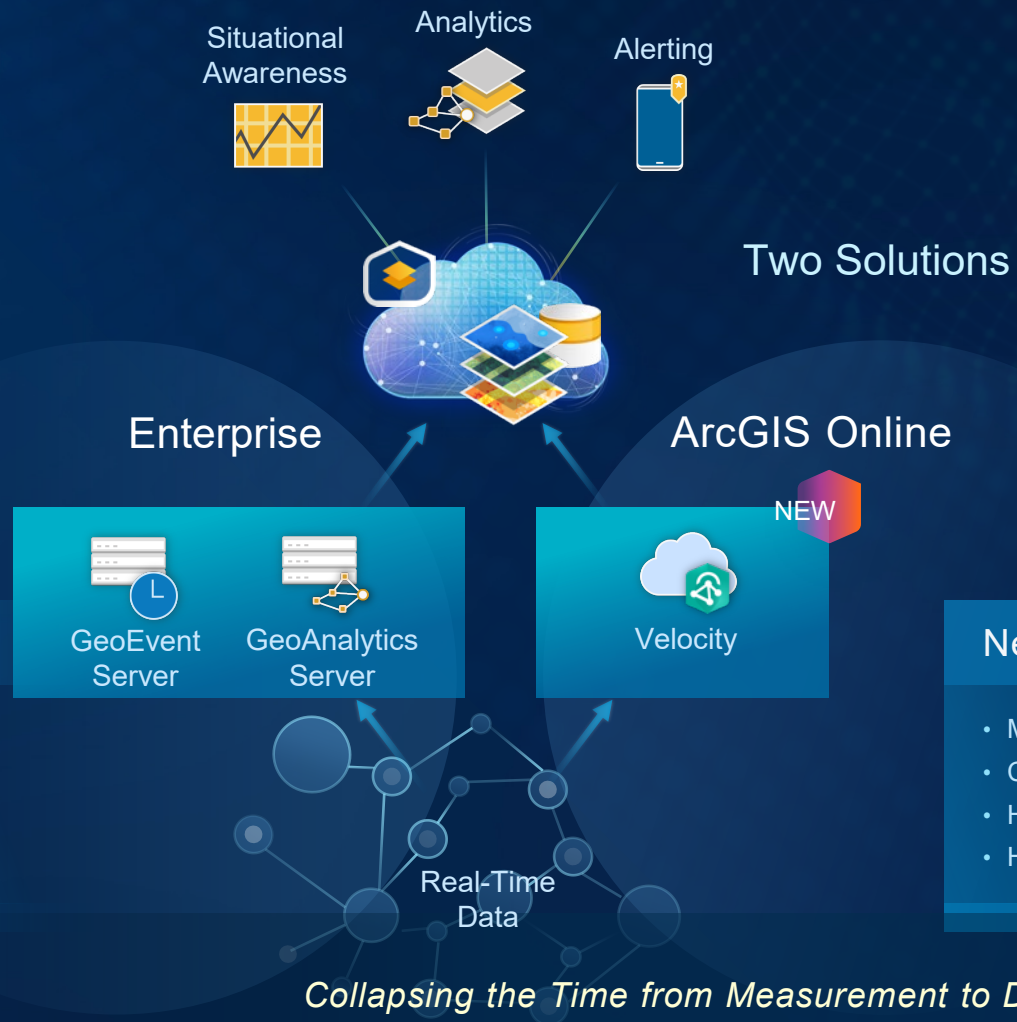 Situational
Awareness
Analytics
Alerting
Two Solutions
Enterprise
ArcGIS Online
NEW
GeoEvent
Server
GeoAnalytics
Server
Velocity
Real-Time
Data
Collapsing the Time from Measurement to